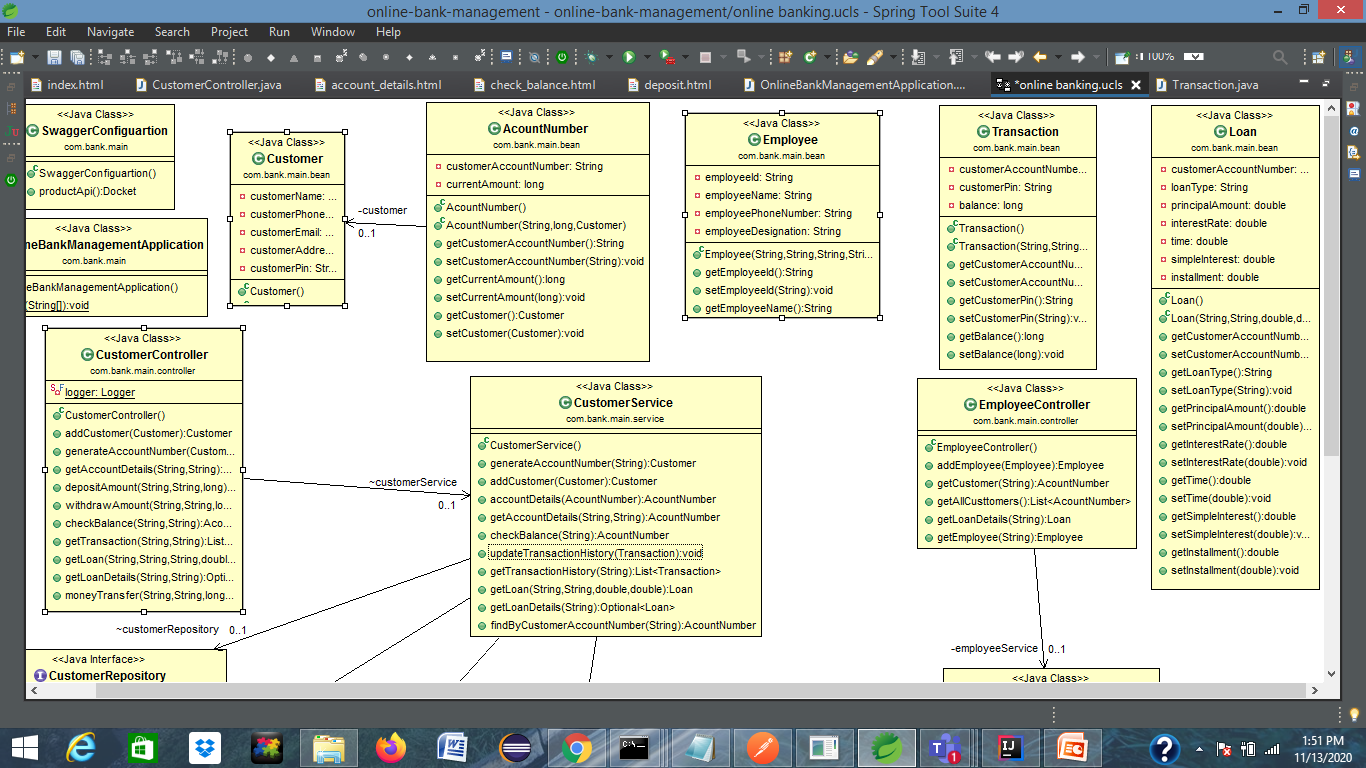 online-bank-management - online-bank-management/online banking.ucls - Spring Tool Suite 4
File Edit Navigate Search Project Run Window Help
100%
index.html CustomerController.java account_details.html check_balance.html deposit.html OnlineBankManagementApplication.... *online banking.ucls Transaction.java
<<Java Class>>
SwaggerConfiguartion
com.bank.main
SwaggerConfiguartion()
productApi():Docket
<<Java Class>>
ineBankManagementApplication
com.bank.main
eBankManagementApplication()
(String[]):void
<<Java Class>>
Customer
com.bank.main.bean
customerName: ...
customerPhone...
customerEmail: ...
customerAddre...
customerPin: Str...
Customer()
-customer
0..1
<<Java Class>>
AcountNumber
com.bank.main.bean
customerAccountNumber: String
currentAmount: long
AcountNumber()
AcountNumber(String,long,Customer)
getCustomerAccountNumber():String
setCustomerAccountNumber(String):void
getCurrentAmount():long
setCurrentAmount(long):void
getCustomer():Customer
setCustomer(Customer):void
<<Java Class>>
Employee
com.bank.main.bean
employeeId: String
employeeName: String
employeePhoneNumber: String
employeeDesignation: String
Employee(String,String,String,Stri...
getEmployeeId():String
setEmployeeId(String):void
getEmployeeName():String
<<Java Class>>
Transaction
com.bank.main.bean
customerAccountNumbe...
customerPin: String
balance: long
Transaction()
Transaction(String,String...
getCustomerAccountNu...
setCustomerAccountNu...
getCustomerPin():String
setCustomerPin(String):v...
getBalance():long
setBalance(long):void
<<Java Class>>
Loan
com.bank.main.bean
customerAccountNumber: ...
loanType: String
principalAmount: double
interestRate: double
time: double
simpleInterest: double
installment: double
Loan()
Loan(String,String,double,d...
getCustomerAccountNumb...
setCustomerAccountNumb...
getLoanType():String
setLoanType(String):void
getPrincipalAmount():double
setPrincipalAmount(double)...
getInterestRate():double
setInterestRate(double):void
getTime():double
setTime(double):void
getSimpleInterest():double
setSimpleInterest(double):v...
getInstallment():double
setInstallment(double):void
<<Java Class>>
CustomerController
com.bank.main.controller
logger: Logger
CustomerController()
addCustomer(Customer):Customer
generateAccountNumber(Custom...
getAccountDetails(String,String):...
depositAmount(String,String,long)...
withdrawAmount(String,String,lo...
checkBalance(String,String):Aco...
getTransaction(String,String):List...
getLoan(String,String,String,doubl...
getLoanDetails(String,String):Opti...
moneyTransfer(String,String,long...
~customerService
0..1
<<Java Class>>
CustomerService
com.bank.main.service
CustomerService()
generateAccountNumber(String):Customer
addCustomer(Customer):Customer
accountDetails(AcountNumber):AcountNumber
getAccountDetails(String,String):AcountNumber
checkBalance(String):AcountNumber
updateTransactionHistory(Transaction):void
getTransactionHistory(String):List<Transaction>
getLoan(String,String,double,double):Loan
getLoanDetails(String):Optional<Loan>
findByCustomerAccountNumber(String):AcountNumber
<<Java Class>>
EmployeeController
com.bank.main.controller
EmployeeController()
addEmployee(Employee):Employee
getCustomer(String):AcountNumber
getAllCustomers():List<AcountNumber>
getLoanDetails(String):Loan
getEmployee(String):Employee
~customerRepository 0..1
<<Java Interface>>
CustomerRepository
-employeeService 0..1
<<Java Class>>
1:51 PM
11/13/2020